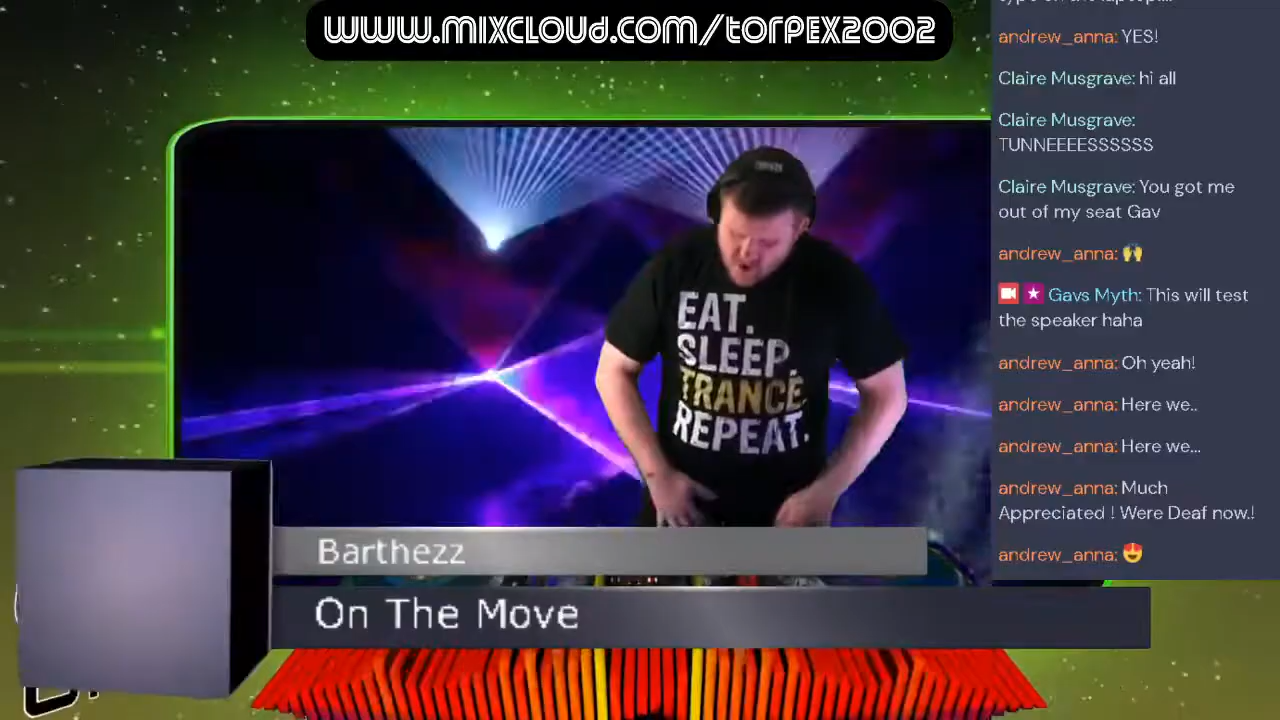 www.mixcloud.com/torpex2002
andrew_anna: YES!
Claire Musgrave: hi all
Claire Musgrave:
TUNNEEEESSSSSS
Claire Musgrave: You got me
out of my seat Gav
andrew_anna: 🙌
Gavs Myth: This will test
the speaker haha
andrew_anna: Oh yeah!
andrew_anna: Here we..
andrew_anna: Here we...
andrew_anna: Much
Appreciated ! Were Deaf now.!
andrew_anna: 😍
EAT.
SLEEP.
TRANCE
REPEAT.
Barthezz
On The Move